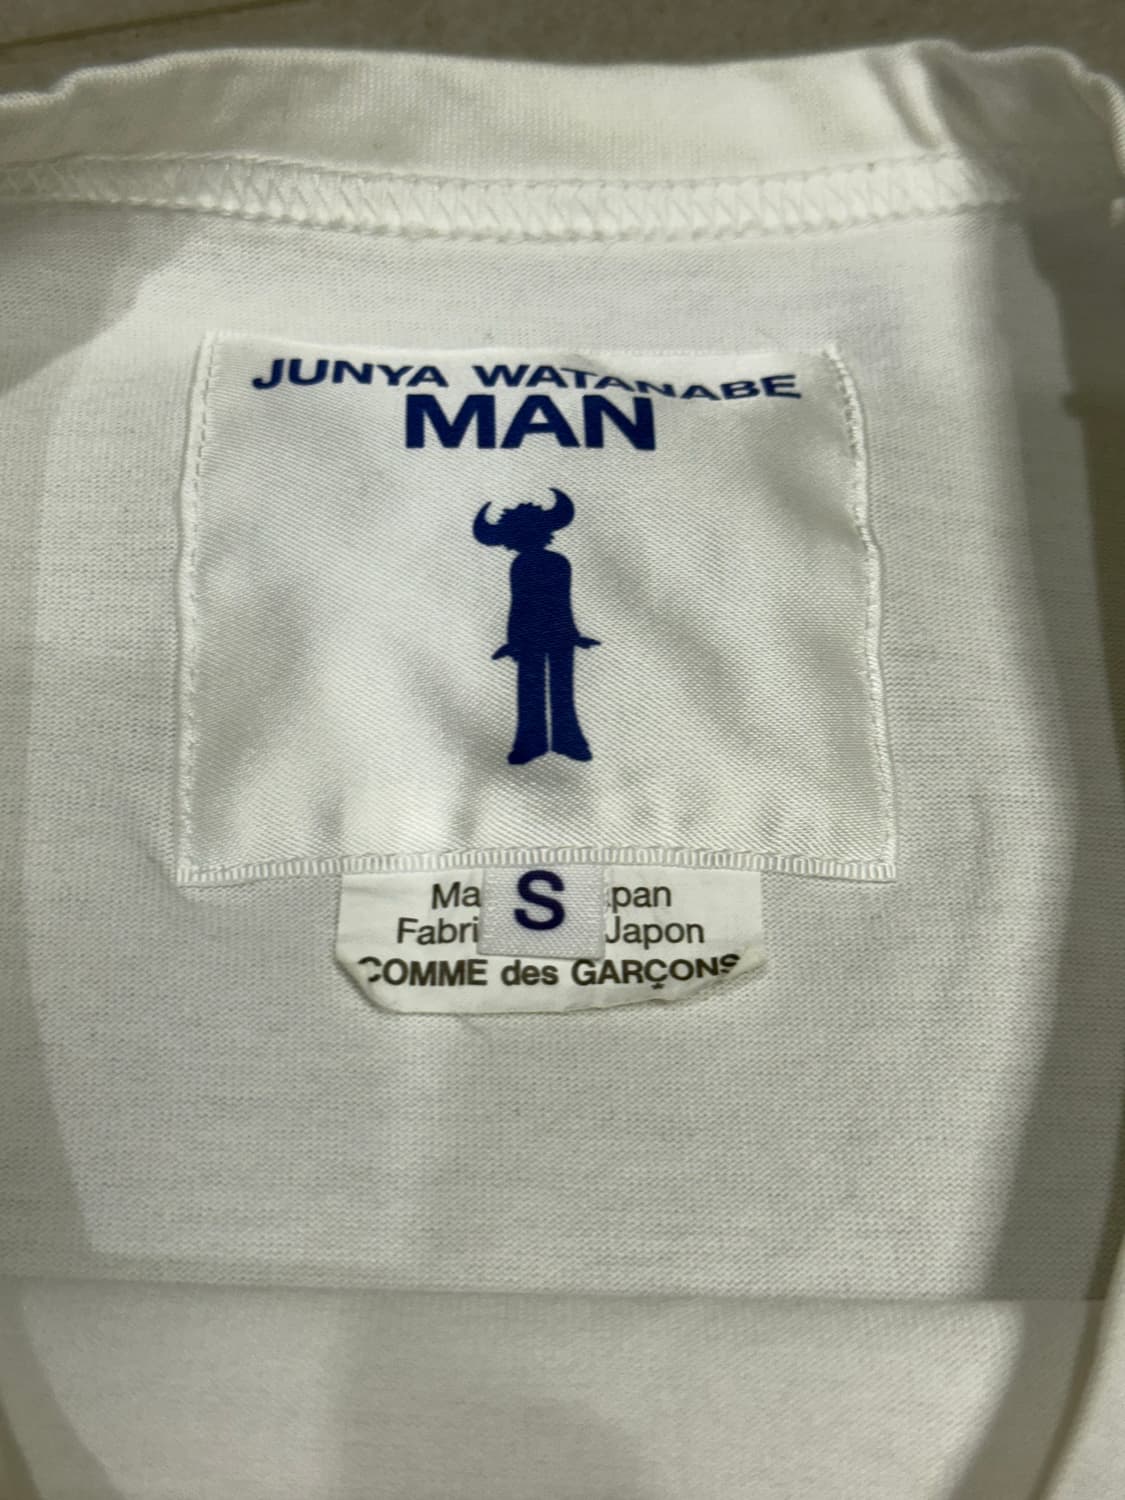 JUNYA WATANABE
MAN
S
Ma pan
Fabri Japon
COMME des GARÇONS